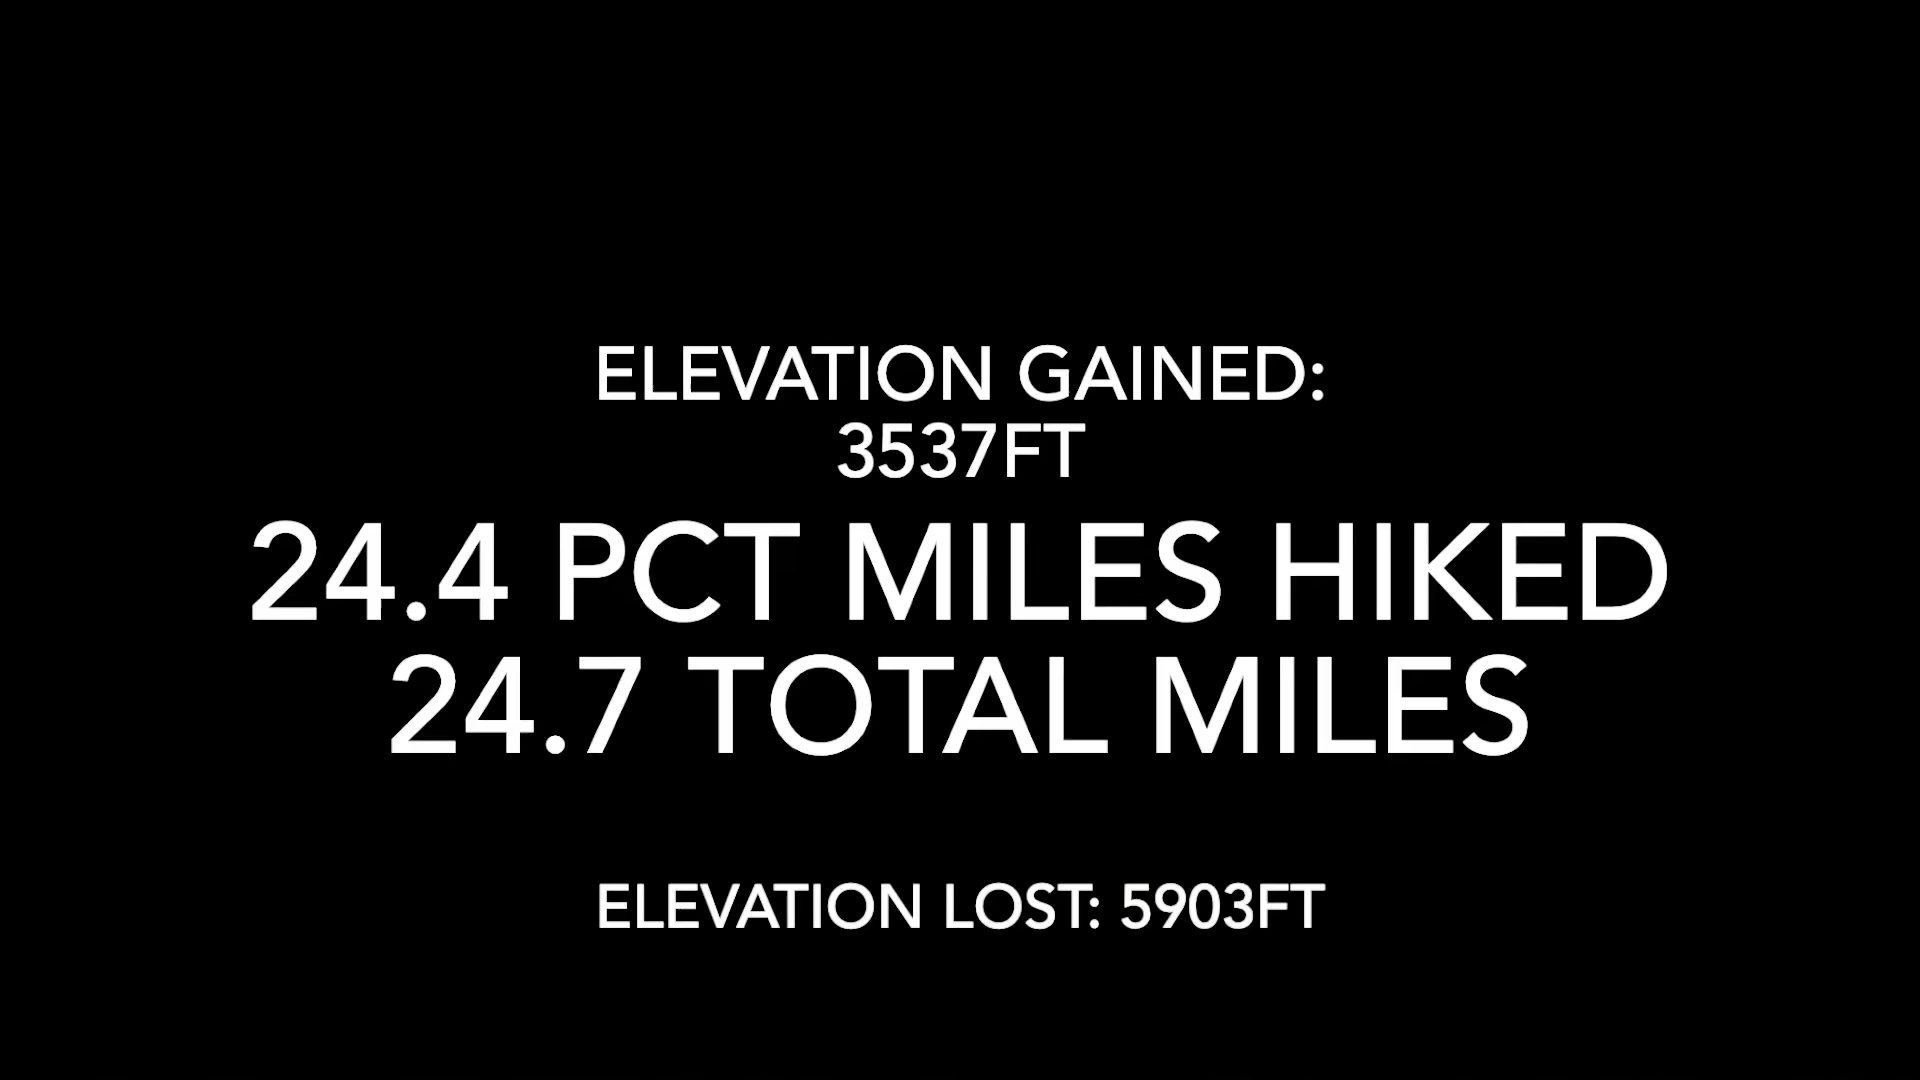 ELEVATION GAINED:
3537FT
24.4 PCT MILES HIKED
24.7 TOTAL MILES
ELEVATION LOST: 5903FT